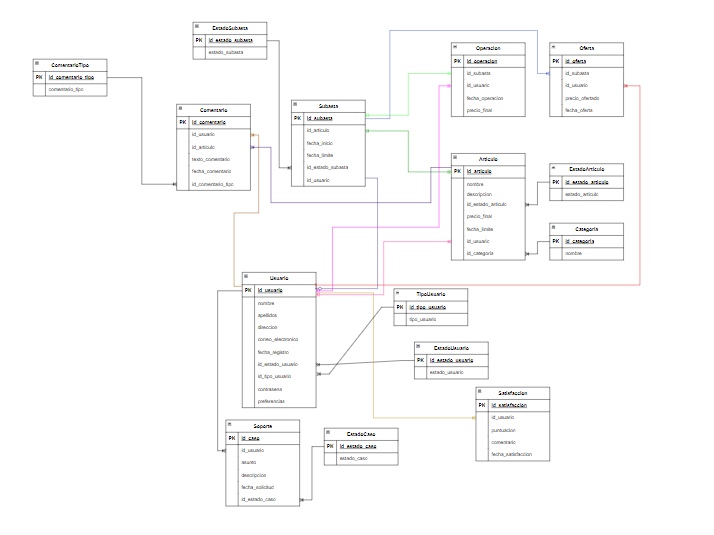 EstadoSubasta
PK id_estado_subasta
estado_subasta
ComentarioTipo
PK id_comentario_tipo
comentario_tipo
Comentario
PK id_comentario
id_usuario
id_articulo
texto_comentario
fecha_comentario
id_comentario_tipo
Subasta
PK id_subasta
id_articulo
fecha_inicio
fecha_limite
id_estado_subasta
id_usuario
Operacion
PK id_operacion
id_subasta
id_usuario
fecha_operacion
precio_final
Oferta
PK id_oferta
id_subasta
id_usuario
precio_ofertado
fecha_oferta
Articulo
PK id_articulo
nombre
descripcion
id_estado_articulo
precio_final
fecha_limite
id_usuario
id_categoria
EstadoArticulo
PK id_estado_articulo
estado_articulo
Categoria
PK id_categoria
nombre
Usuario
PK id_usuario
nombre
apellidos
direccion
correo_electronico
fecha_registro
id_estado_usuario
id_tipo_usuario
contrasena
preferencias
TipoUsuario
PK id_tipo_usuario
tipo_usuario
EstadoUsuario
PK id_estado_usuario
estado_usuario
Satisfaccion
PK id_satisfaccion
id_usuario
puntuacion
comentario
fecha_satisfaccion
Soporte
PK id_caso
id_usuario
asunto
descripcion
fecha_solicitud
id_estado_caso
EstadoCaso
PK id_estado_caso
estado_caso